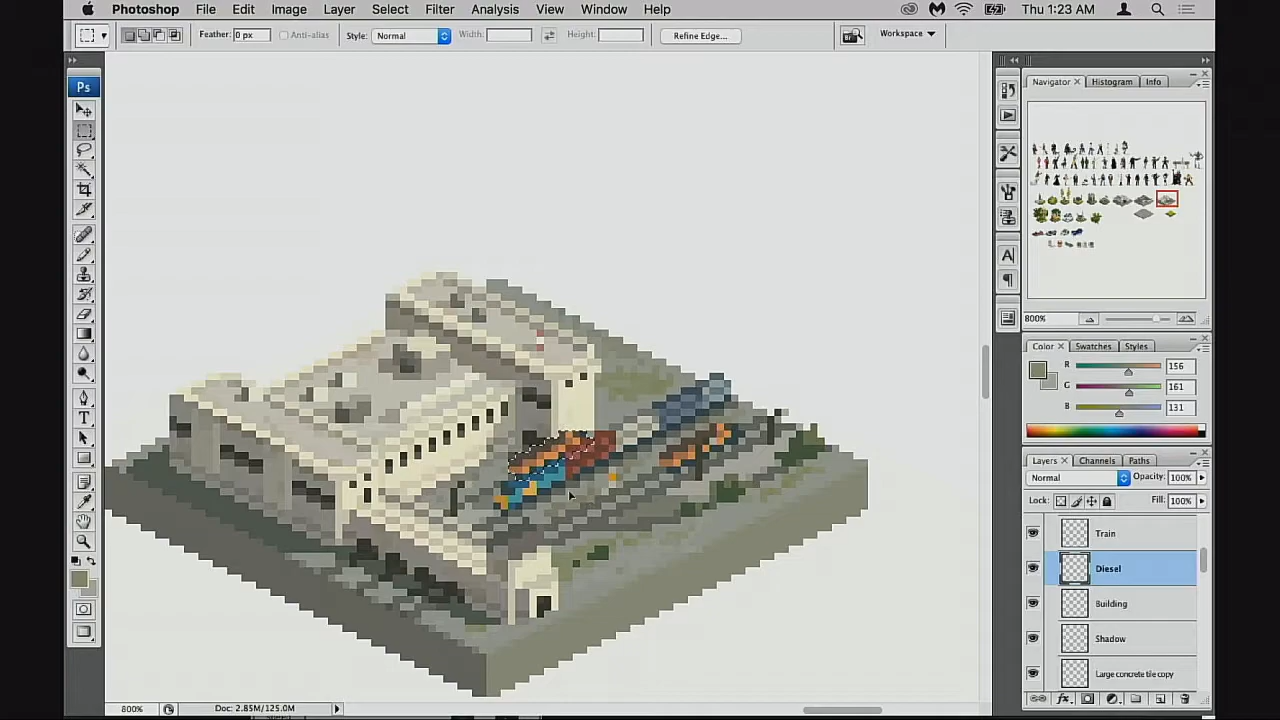 Photoshop File Edit Image Layer Select Filter Analysis View Window Help Thu 1:23 AM
Feather: 0 px Anti-alias Style: Normal Width: Height: Refine Edge... Workspace
Ps
Navigator Histogram Info
800%
Color Swatches Styles
R 156
G 161
B 131
Layers Channels Paths
Normal Opacity: 100%
Lock: Fill: 100%
Train
Diesel
Building
Shadow
Large concrete tile copy
800% Doc: 2.85M/125.0M